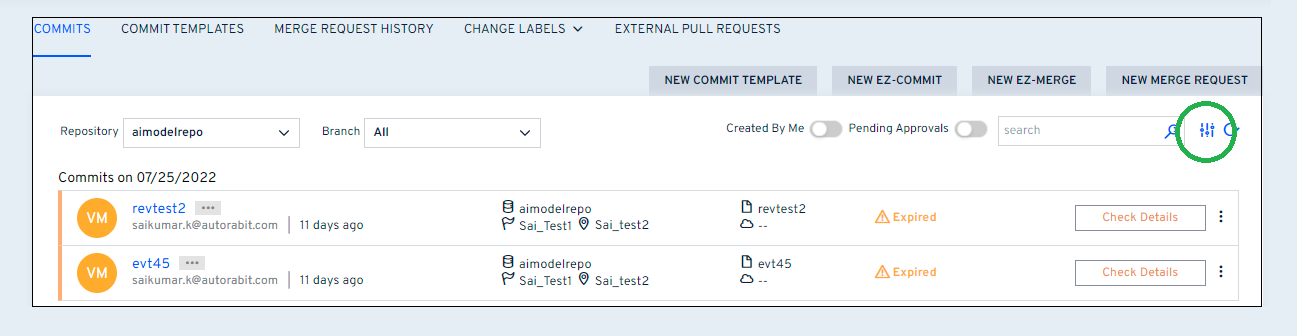 COMMITS COMMIT TEMPLATES MERGE REQUEST HISTORY CHANGE LABELS EXTERNAL PULL REQUESTS
NEW COMMIT TEMPLATE NEW EZ-COMMIT NEW EZ-MERGE NEW MERGE REQUEST
Repository aimodelrepo Branch All Created By Me Pending Approvals search
Commits on 07/25/2022
VM revtest2 ... aimodelrepo revtest2 Expired Check Details
saikumar.k@autorabit.com | 11 days ago Sai_Test1 Sai_test2 --
VM evt45 ... aimodelrepo evt45 Expired Check Details
saikumar.k@autorabit.com | 11 days ago Sai_Test1 Sai_test2 --